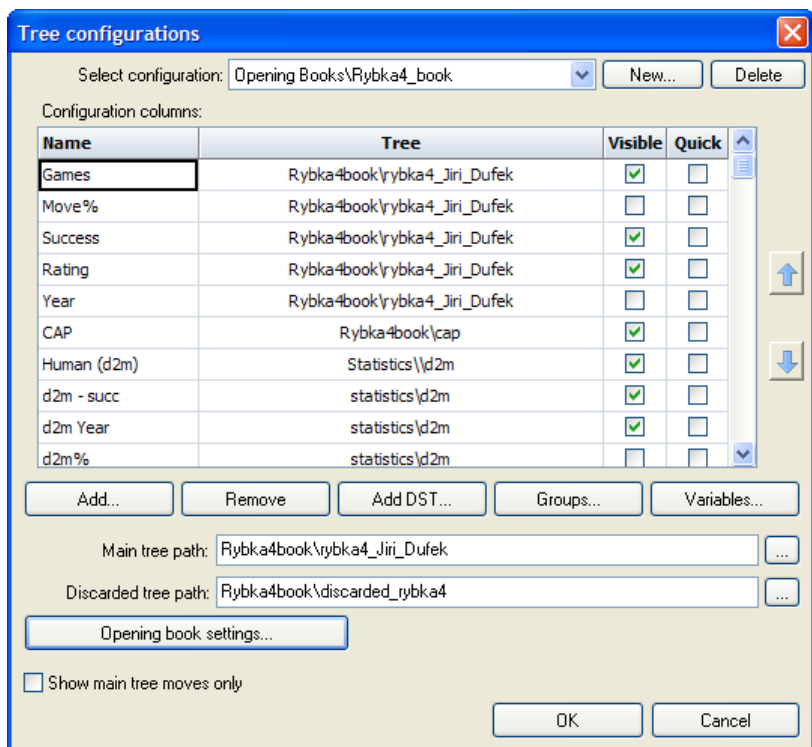 Tree configurations
Select configuration: Opening Books\Rybka4_book New... Delete
Configuration columns:
Name Tree Visible Quick
Games Rybka4book\rybka4_Jiri_Dufek
Move% Rybka4book\rybka4_Jiri_Dufek
Success Rybka4book\rybka4_Jiri_Dufek
Rating Rybka4book\rybka4_Jiri_Dufek
Year Rybka4book\rybka4_Jiri_Dufek
CAP Rybka4book\cap
Human (d2m) Statistics\\d2m
d2m - succ statistics\d2m
d2m Year statistics\d2m
d2m% statistics\d2m
Add... Remove Add DST... Groups... Variables...
Main tree path: Rybka4book\rybka4_Jiri_Dufek ...
Discarded tree path: Rybka4book\discarded_rybka4 ...
Opening book settings...
Show main tree moves only
OK Cancel